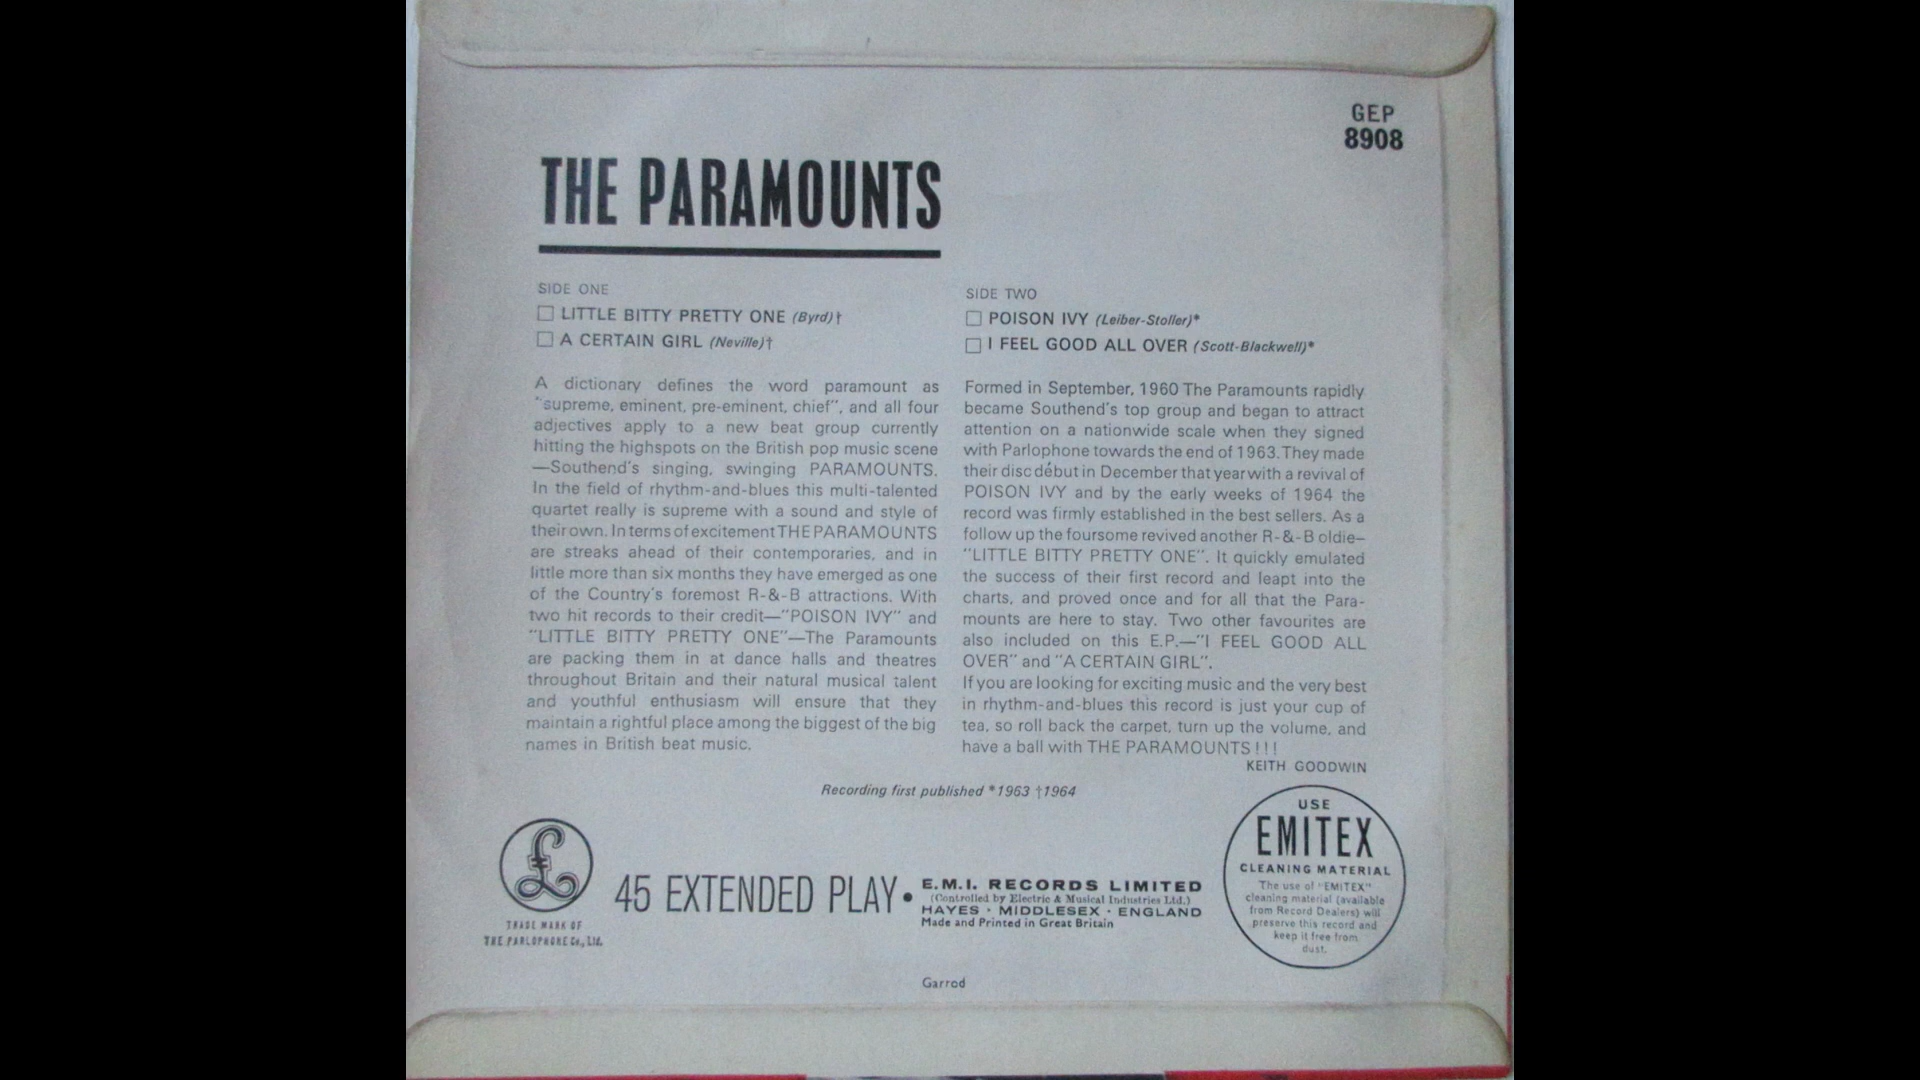 GEP
8908
THE PARAMOUNTS
SIDE ONE
☐ LITTLE BITTY PRETTY ONE (Byrd)†
☐ A CERTAIN GIRL (Neville)†
SIDE TWO
☐ POISON IVY (Leiber-Stoller)*
☐ I FEEL GOOD ALL OVER (Scott-Blackwell)*
A dictionary defines the word paramount as
"supreme, eminent, pre-eminent, chief", and all four
adjectives apply to a new beat group currently
hitting the highspots on the British pop music scene
—Southend's singing, swinging PARAMOUNTS.
In the field of rhythm-and-blues this multi-talented
quartet really is supreme with a sound and style of
their own. In terms of excitement THE PARAMOUNTS
are streaks ahead of their contemporaries, and in
little more than six months they have emerged as one
of the Country's foremost R-&-B attractions. With
two hit records to their credit—"POISON IVY" and
"LITTLE BITTY PRETTY ONE"—The Paramounts
are packing them in at dance halls and theatres
throughout Britain and their natural musical talent
and youthful enthusiasm will ensure that they
maintain a rightful place among the biggest of the big
names in British beat music.
Formed in September, 1960 The Paramounts rapidly
became Southend's top group and began to attract
attention on a nationwide scale when they signed
with Parlophone towards the end of 1963. They made
their disc début in December that year with a revival of
POISON IVY and by the early weeks of 1964 the
record was firmly established in the best sellers. As a
follow up the foursome revived another R-&-B oldie—
"LITTLE BITTY PRETTY ONE". It quickly emulated
the success of their first record and leapt into the
charts, and proved once and for all that the Para-
mounts are here to stay. Two other favourites are
also included on this E.P.—"I FEEL GOOD ALL
OVER" and "A CERTAIN GIRL".
If you are looking for exciting music and the very best
in rhythm-and-blues this record is just your cup of
tea, so roll back the carpet, turn up the volume, and
have a ball with THE PARAMOUNTS!!!
KEITH GOODWIN
Recording first published *1963 †1964
£
TRADE MARK OF
THE PARLOPHONE Co., Ltd.
45 EXTENDED PLAY •
E.M.I. RECORDS LIMITED
(Controlled by Electric & Musical Industries Ltd.)
HAYES · MIDDLESEX · ENGLAND
Made and Printed in Great Britain
USE
EMITEX
CLEANING MATERIAL
The use of "EMITEX"
cleaning material (available
from Record Dealers) will
preserve this record and
keep it free from
dust.
Garrod